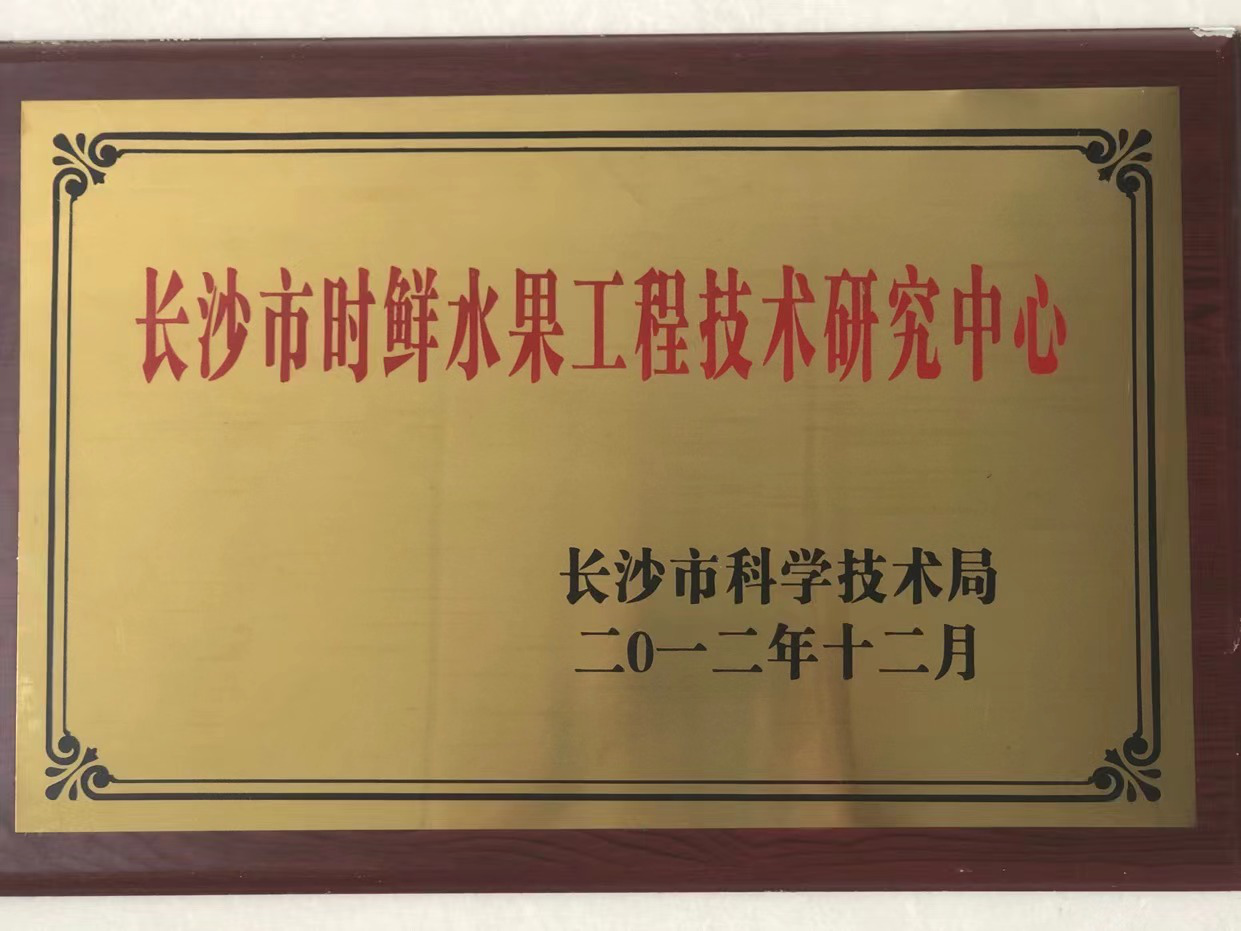 长沙市时鲜水果工程技术研究中心
长沙市科学技术局
二0一二年十二月